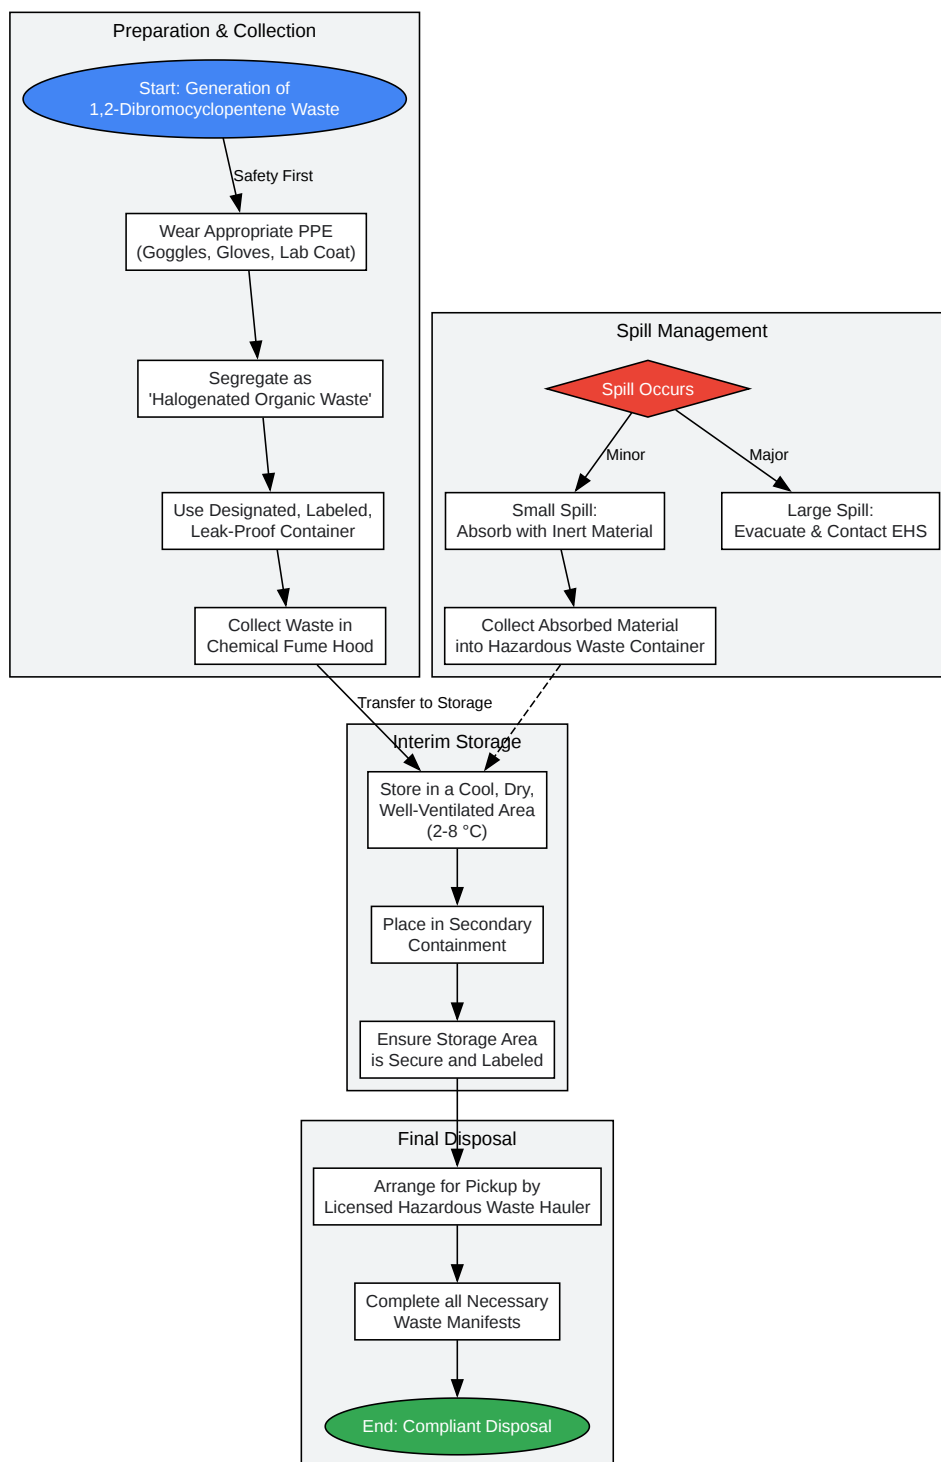 Preparation & Collection
Start: Generation of
1,2-Dibromocyclopentene Waste
Safety First
Wear Appropriate PPE
(Goggles, Gloves, Lab Coat)
Segregate as
'Halogenated Organic Waste'
Use Designated, Labeled,
Leak-Proof Container
Collect Waste in
Chemical Fume Hood
Spill Management
Spill Occurs
Minor
Major
Small Spill:
Absorb with Inert Material
Large Spill:
Evacuate & Contact EHS
Collect Absorbed Material
into Hazardous Waste Container
Transfer to Storage
Interim Storage
Store in a Cool, Dry,
Well-Ventilated Area
(2-8 °C)
Place in Secondary
Containment
Ensure Storage Area
is Secure and Labeled
Final Disposal
Arrange for Pickup by
Licensed Hazardous Waste Hauler
Complete all Necessary
Waste Manifests
End: Compliant Disposal